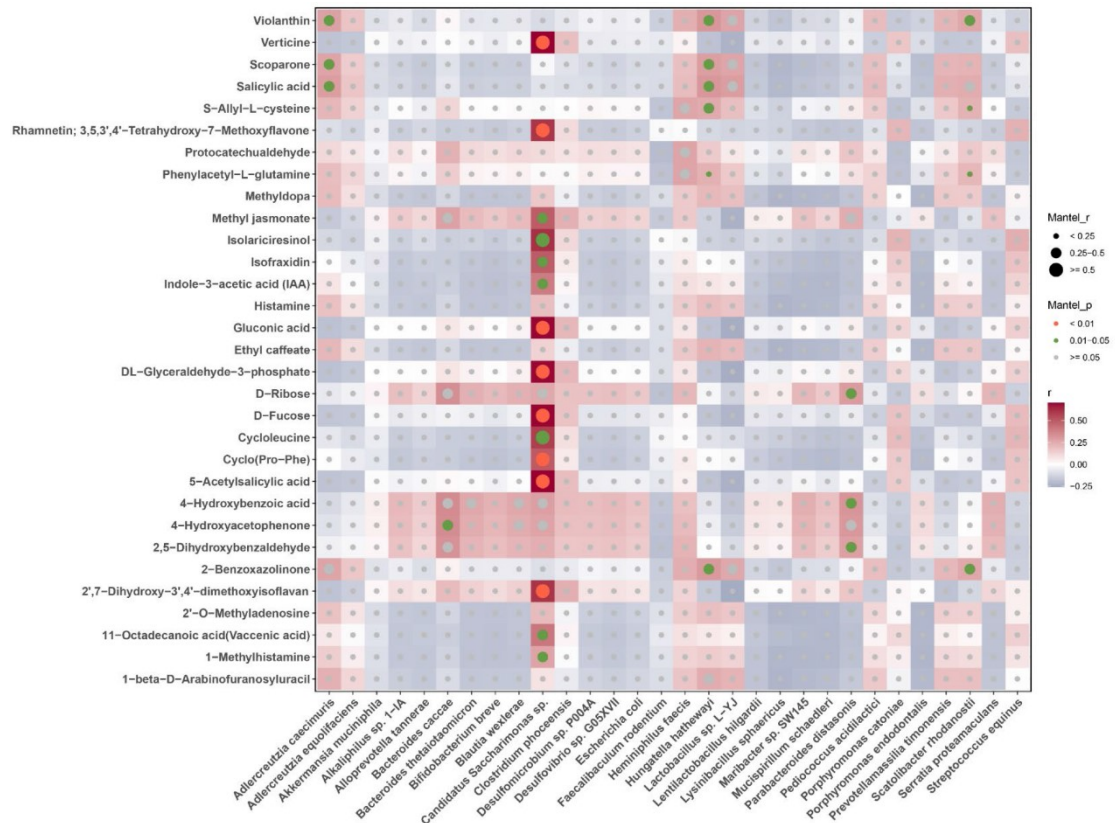 Violanthin
Verticine
Scoparone
Salicylic acid
S−Allyl−L−cysteine
Rhamnetin; 3,5,3',4'−Tetrahydroxy−7−Methoxyflavone
Protocatechualdehyde
Phenylacetyl−L−glutamine
Methyldopa
Methyl jasmonate
Isolariciresinol
Isofraxidin
Indole−3−acetic acid (IAA)
Histamine
Gluconic acid
Ethyl caffeate
DL−Glyceraldehyde−3−phosphate
D−Ribose
D−Fucose
Cycloleucine
Cyclo(Pro−Phe)
5−Acetylsalicylic acid
4−Hydroxybenzoic acid
4−Hydroxyacetophenone
2,5−Dihydroxybenzaldehyde
2−Benzoxazolinone
2',7−Dihydroxy−3',4'−dimethoxyisoflavan
2'−O−Methyladenosine
11−Octadecanoic acid(Vaccenic acid)
1−Methylhistamine
1−beta−D−Arabinofuranosyluracil
Adlercreutzia caecimuris
Adlercreutzia equolifaciens
Akkermansia muciniphila
Alkaliphilus sp. 1−IA
Alloprevotella tannerae
Bacteroides caccae
Bacteroides thetaiotaomicron
Bifidobacterium breve
Blautia wexlerae
Candidatus Saccharimonas sp.
Clostridium phoceensis
Desulfomicrobium sp. P004A
Desulfovibrio sp. G05XVII
Escherichia coli
Faecalibaculum rodentium
Hemiphilus faecis
Hungatella hathewayi
Lactobacillus sp. L−YJ
Lentilactobacillus hilgardii
Lysinibacillus sphaericus
Maribacter sp. SW145
Mucispirillum schaedleri
Parabacteroides distasonis
Pediococcus acidilactici
Porphyromonas catoniae
Porphyromonas endodontalis
Prevotellamassilia timonensis
Scatolibacter rhodanostii
Serratia proteamaculans
Streptococcus equinus
Mantel_r
< 0.25
0.25−0.5
>= 0.5
Mantel_p
< 0.01
0.01−0.05
>= 0.05
r
0.50
0.25
0.00
−0.25